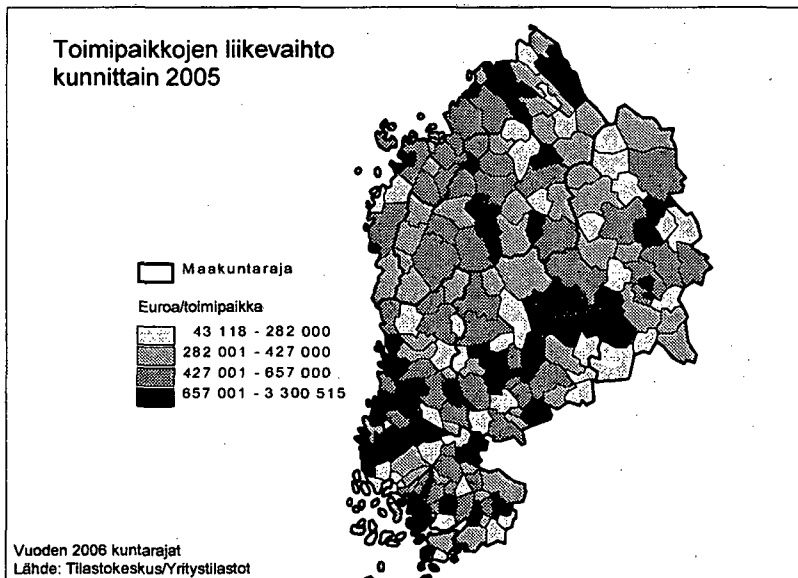 Toimipaikkojen liikevaihto
kunnittain 2005
Maakuntaraja
Euroa/toimipaikka
43 118 - 282 000
282 001 - 427 000
427 001 - 657 000
657 001 - 3 300 515
Vuoden 2006 kuntarajat
Lähde: Tilastokeskus/Yritystilastot